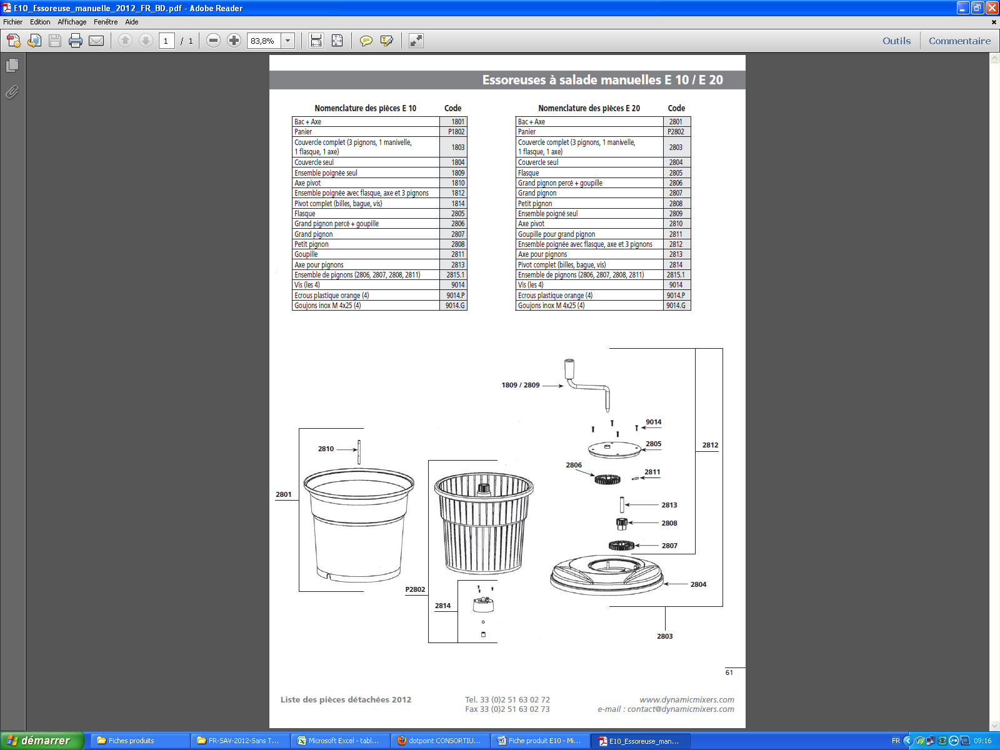 E10_Essoreuse_manuelle_2012_FR_BD.pdf - Adobe Reader
Fichier Edition Affichage Fenêtre Aide
1 / 1 83,8% Outils Commentaire
Essoreuses à salade manuelles E 10 / E 20
Nomenclature des pièces E 10 Code
Bac + Axe 1801
Panier P1802
Couvercle complet (3 pignons, 1 manivelle,
1 flasque, 1 axe) 1803
Couvercle seul 1804
Ensemble poignée seul 1809
Axe pivot 1810
Ensemble poignée avec flasque, axe et 3 pignons 1812
Pivot complet (billes, bague, vis) 1814
Flasque 2805
Grand pignon percé + goupille 2806
Grand pignon 2807
Petit pignon 2808
Goupille 2811
Axe pour pignons 2813
Ensemble de pignons (2806, 2807, 2808, 2811) 2815.1
Vis (les 4) 9014
Ecrous plastique orange (4) 9014.P
Goujons inox M 4x25 (4) 9014.G
Nomenclature des pièces E 20 Code
Bac + Axe 2801
Panier P2802
Couvercle complet (3 pignons, 1 manivelle,
1 flasque, 1 axe) 2803
Couvercle seul 2804
Flasque 2805
Grand pignon percé + goupille 2806
Grand pignon 2807
Petit pignon 2808
Ensemble poigné seul 2809
Axe pivot 2810
Goupille pour grand pignon 2811
Ensemble poignée avec flasque, axe et 3 pignons 2812
Axe pour pignons 2813
Pivot complet (billes, bague, vis) 2814
Ensemble de pignons (2806, 2807, 2808, 2811) 2815.1
Vis (les 4) 9014
Ecrous plastique orange (4) 9014.P
Goujons inox M 4x25 (4) 9014.G
1809 / 2809
9014
2805
2812
2810
2806
2811
2801
2813
2808
2807
2804
P2802
2814
2803
61
Liste des pièces détachées 2012
Tel. 33 (0)2 51 63 02 72
Fax 33 (0)2 51 63 02 73
www.dynamicmixers.com
e-mail : contact@dynamicmixers.com
démarrer Fiches produits FR-SAV-2012-Sans T... Microsoft Excel - tabl... dotpoint CONSORTIU... Fiche produit E10 - Mi... E10_Essoreuse_man... FR 09:16